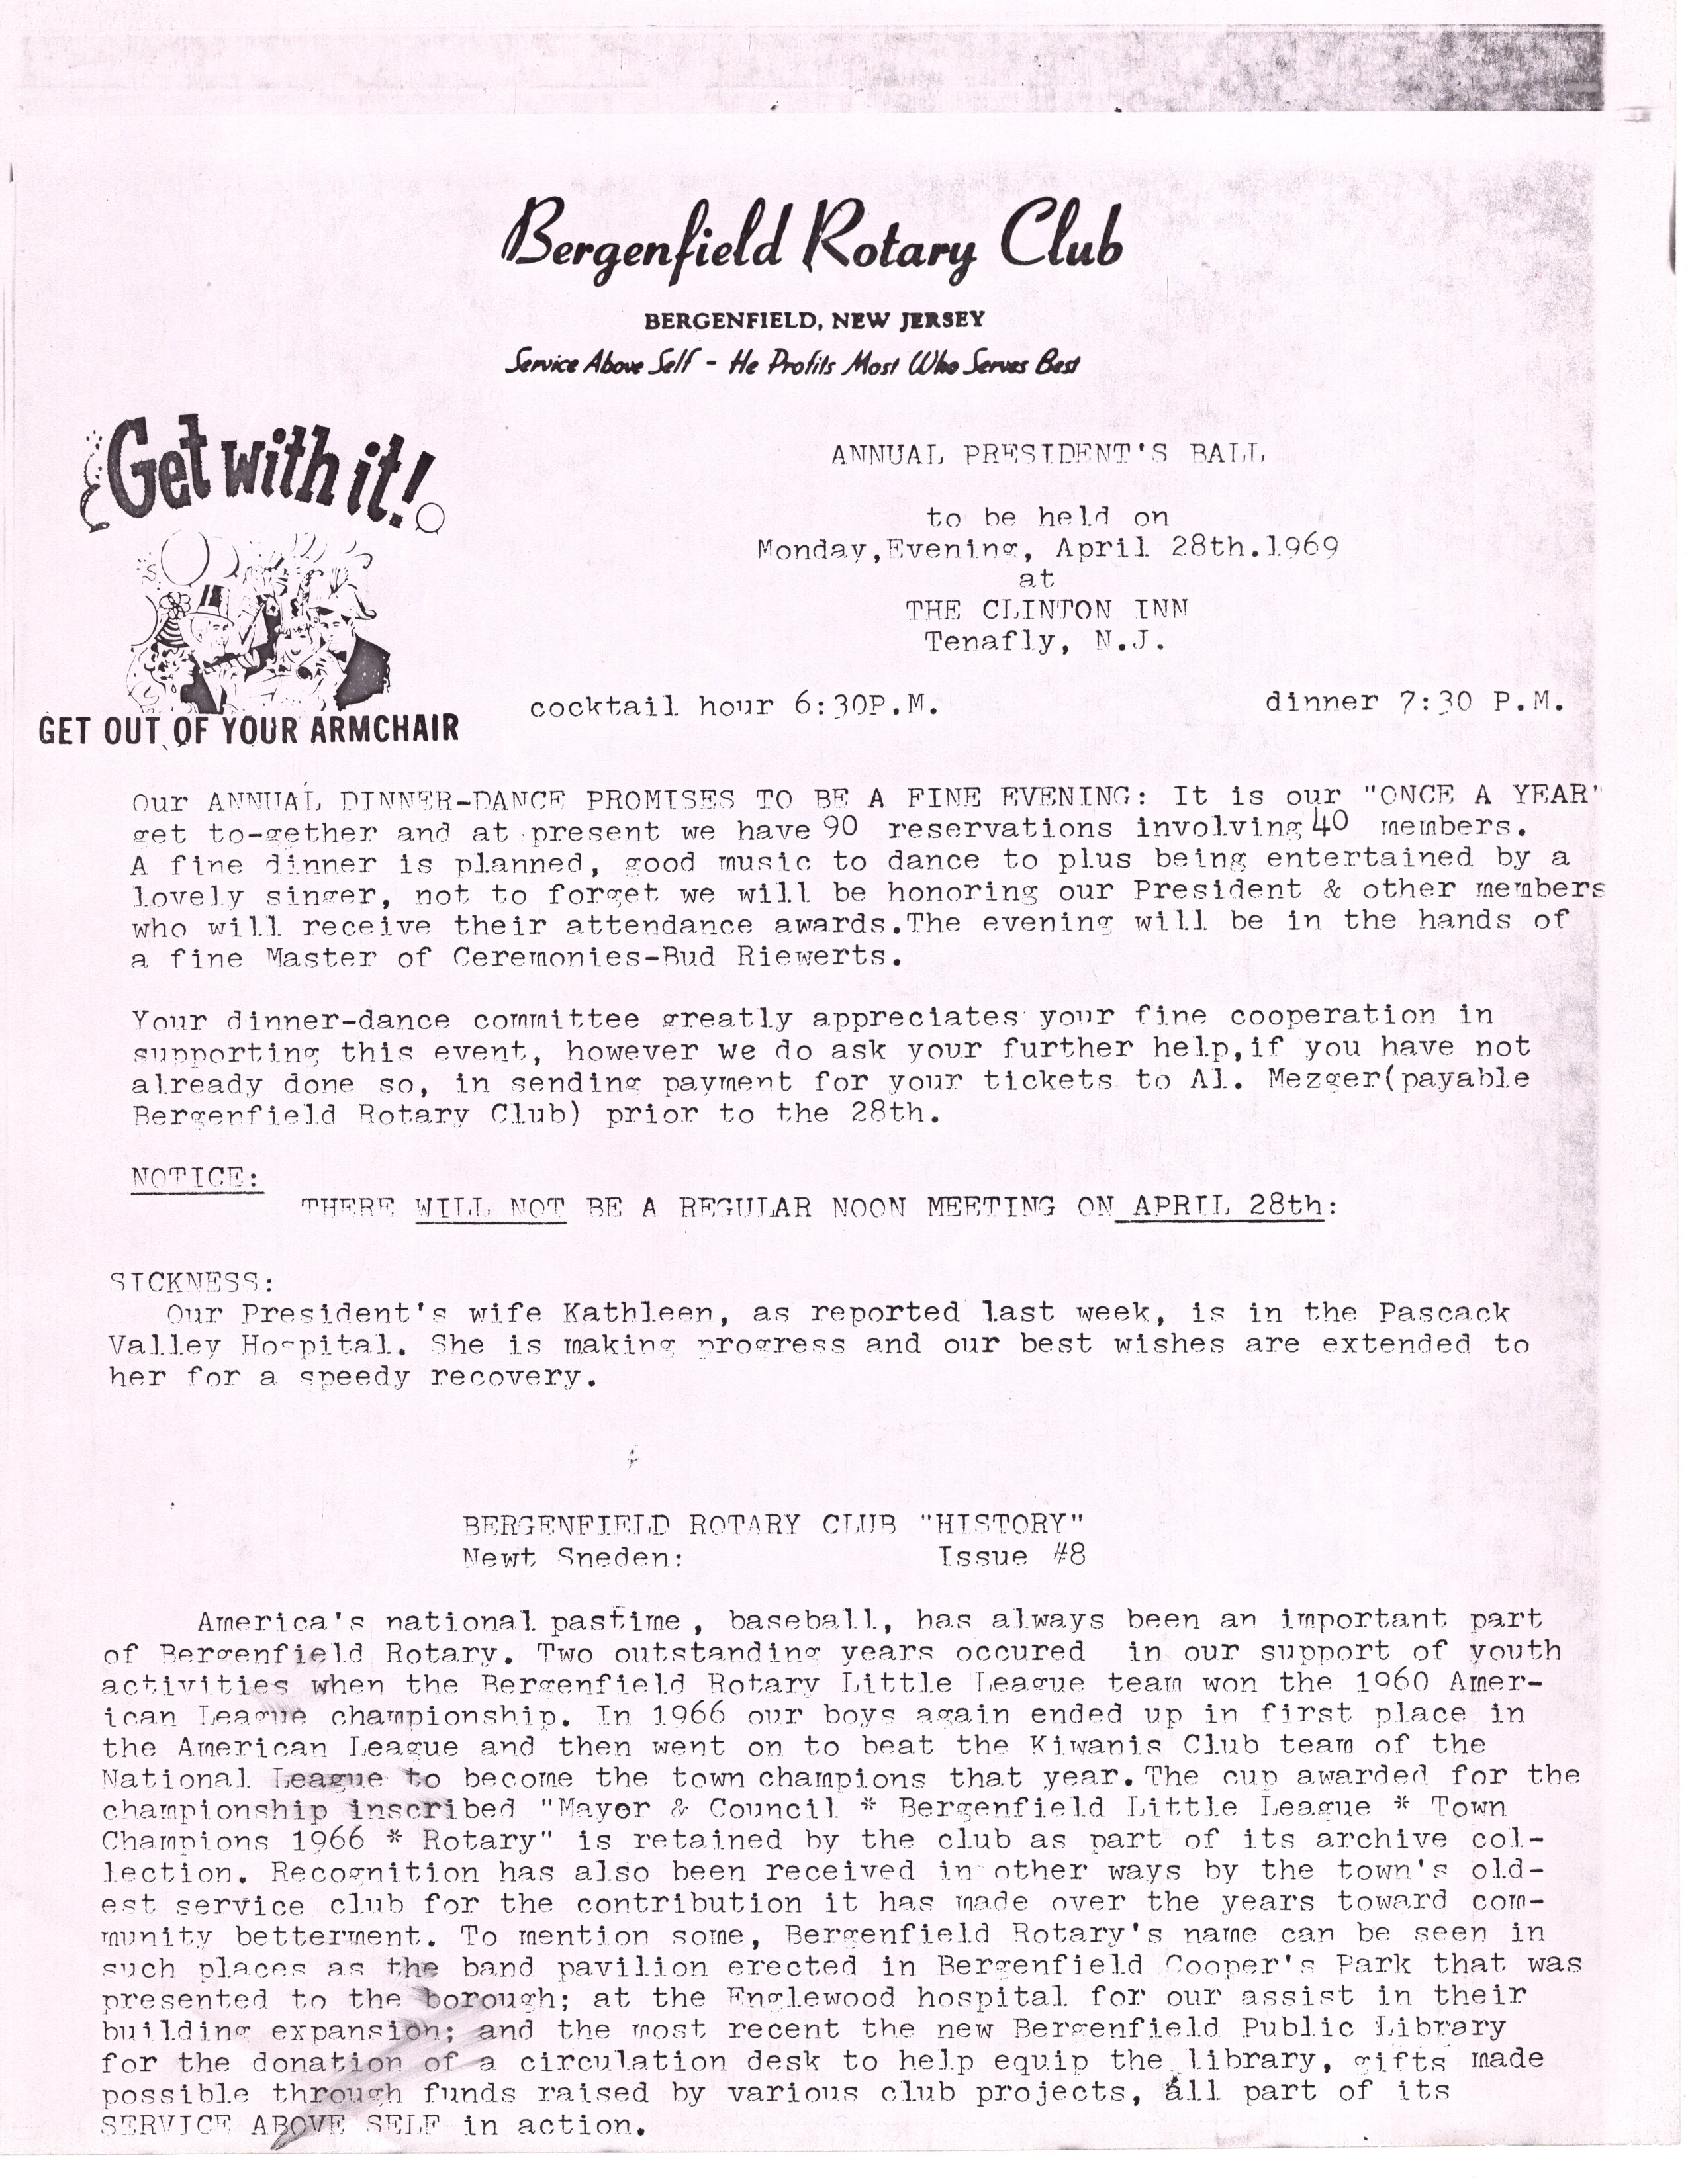 Bergenfield Rotary Club
BERGENFIELD, NEW JERSEY
Service Above Self - He Profits Most Who Serves Best
Get with it!
GET OUT OF YOUR ARMCHAIR
ANNUAL PRESIDENT'S BALL
to be held on
Monday,Evening, April 28th.1969
at
THE CLINTON INN
Tenafly, N.J.
cocktail hour 6:30P.M. dinner 7:30 P.M.
Our ANNUAL DINNER-DANCE PROMISES TO BE A FINE EVENING: It is our "ONCE A YEAR"
get to-gether and at present we have 90 reservations involving 40 members.
A fine dinner is planned, good music to dance to plus being entertained by a
lovely singer, not to forget we will be honoring our President & other members
who will receive their attendance awards.The evening will be in the hands of
a fine Master of Ceremonies-Bud Riewerts.
Your dinner-dance committee greatly appreciates your fine cooperation in
supporting this event, however we do ask your further help,if you have not
already done so, in sending payment for your tickets to Al. Mezger(payable
Bergenfield Rotary Club) prior to the 28th.
NOTICE:
THERE WILL NOT BE A REGULAR NOON MEETING ON APRIL 28th:
SICKNESS:
Our President's wife Kathleen, as reported last week, is in the Pascack
Valley Hospital. She is making progress and our best wishes are extended to
her for a speedy recovery.
BERGENFIELD ROTARY CLUB "HISTORY"
Newt Sneden: Issue #8
America's national pastime, baseball, has always been an important part
of Bergenfield Rotary. Two outstanding years occured in our support of youth
activities when the Bergenfield Rotary Little League team won the 1960 Amer-
ican League championship. In 1966 our boys again ended up in first place in
the American League and then went on to beat the Kiwanis Club team of the
National League to become the town champions that year.The cup awarded for the
championship inscribed "Mayor & Council * Bergenfield Little League * Town
Champions 1966 * Rotary" is retained by the club as part of its archive col-
lection. Recognition has also been received in other ways by the town's old-
est service club for the contribution it has made over the years toward com-
munity betterment. To mention some, Bergenfield Rotary's name can be seen in
such places as the band pavilion erected in Bergenfield Cooper's Park that was
presented to the borough; at the Englewood hospital for our assist in their
building expansion; and the most recent the new Bergenfield Public Library
for the donation of a circulation desk to help equip the library, gifts made
possible through funds raised by various club projects, all part of its
SERVICE ABOVE SELF in action.